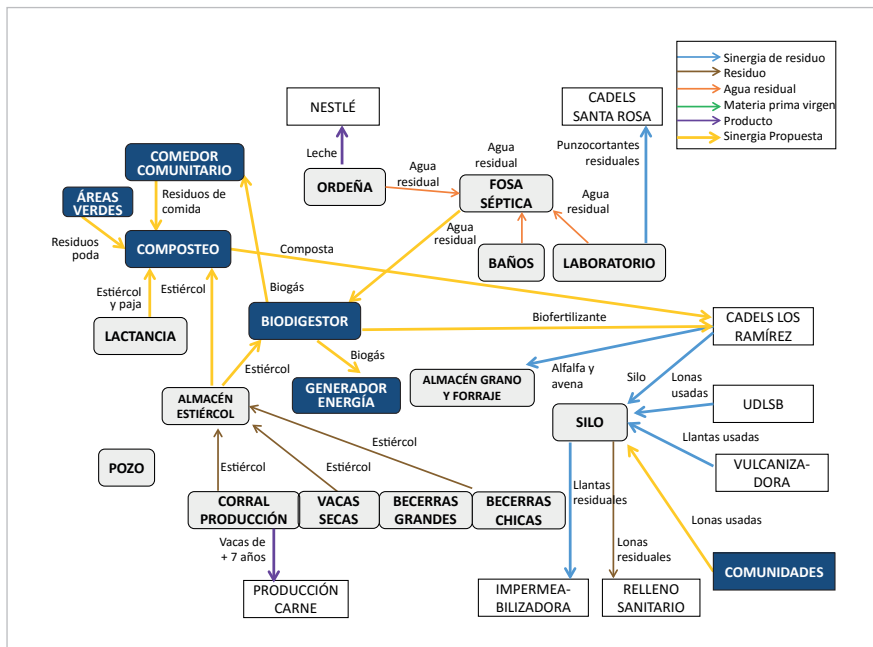 Sinergia de residuo
Residuo
Agua residual
Materia prima virgen
Producto
Sinergia Propuesta
NESTLÉ
CADELS
SANTA ROSA
Leche
Punzocortantes
residuales
COMEDOR
COMUNITARIO
ORDEÑA
Agua
residual
Agua
residual
FOSA
SÉPTICA
Agua
residual
ÁREAS
VERDES
Residuos de
comida
Residuos
poda
COMPOSTEO
Composta
Agua
residual
BAÑOS
LABORATORIO
Estiércol
y paja
Estiércol
Biogás
LACTANCIA
BIODIGESTOR
Biofertilizante
CADELS LOS
RAMÍREZ
Estiércol
Biogás
GENERADOR
ENERGÍA
ALMACÉN GRANO
Y FORRAJE
Alfalfa y
avena
Silo
Lonas
usadas
UDLSB
ALMACÉN
ESTIÉRCOL
SILO
Llantas usadas
VULCANIZA-
DORA
POZO
Estiércol
Estiércol
Estiércol
CORRAL
PRODUCCIÓN
VACAS
SECAS
BECERRAS
GRANDES
BECERRAS
CHICAS
Llantas
residuales
Lonas usadas
Vacas de
+ 7 años
Lonas
residuales
COMUNIDADES
PRODUCCIÓN
CARNE
IMPERMEA-
BILIZADORA
RELLENO
SANITARIO